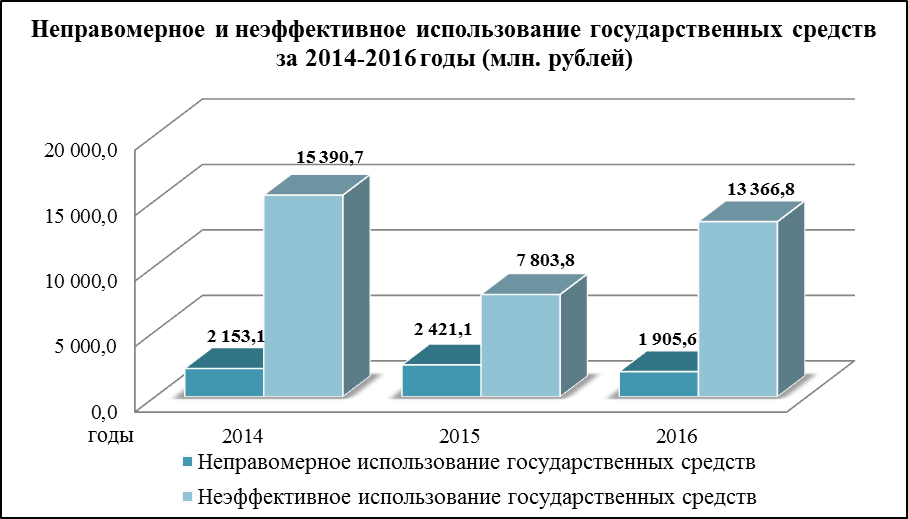 Неправомерное и неэффективное использование государственных средств
за 2014-2016 годы (млн. рублей)
20 000,0
15 000,0
10 000,0
5 000,0
0,0
15 390,7
13 366,8
7 803,8
2 153,1
2 421,1
1 905,6
годы
2014
2015
2016
Неправомерное использование государственных средств
Неэффективное использование государственных средств